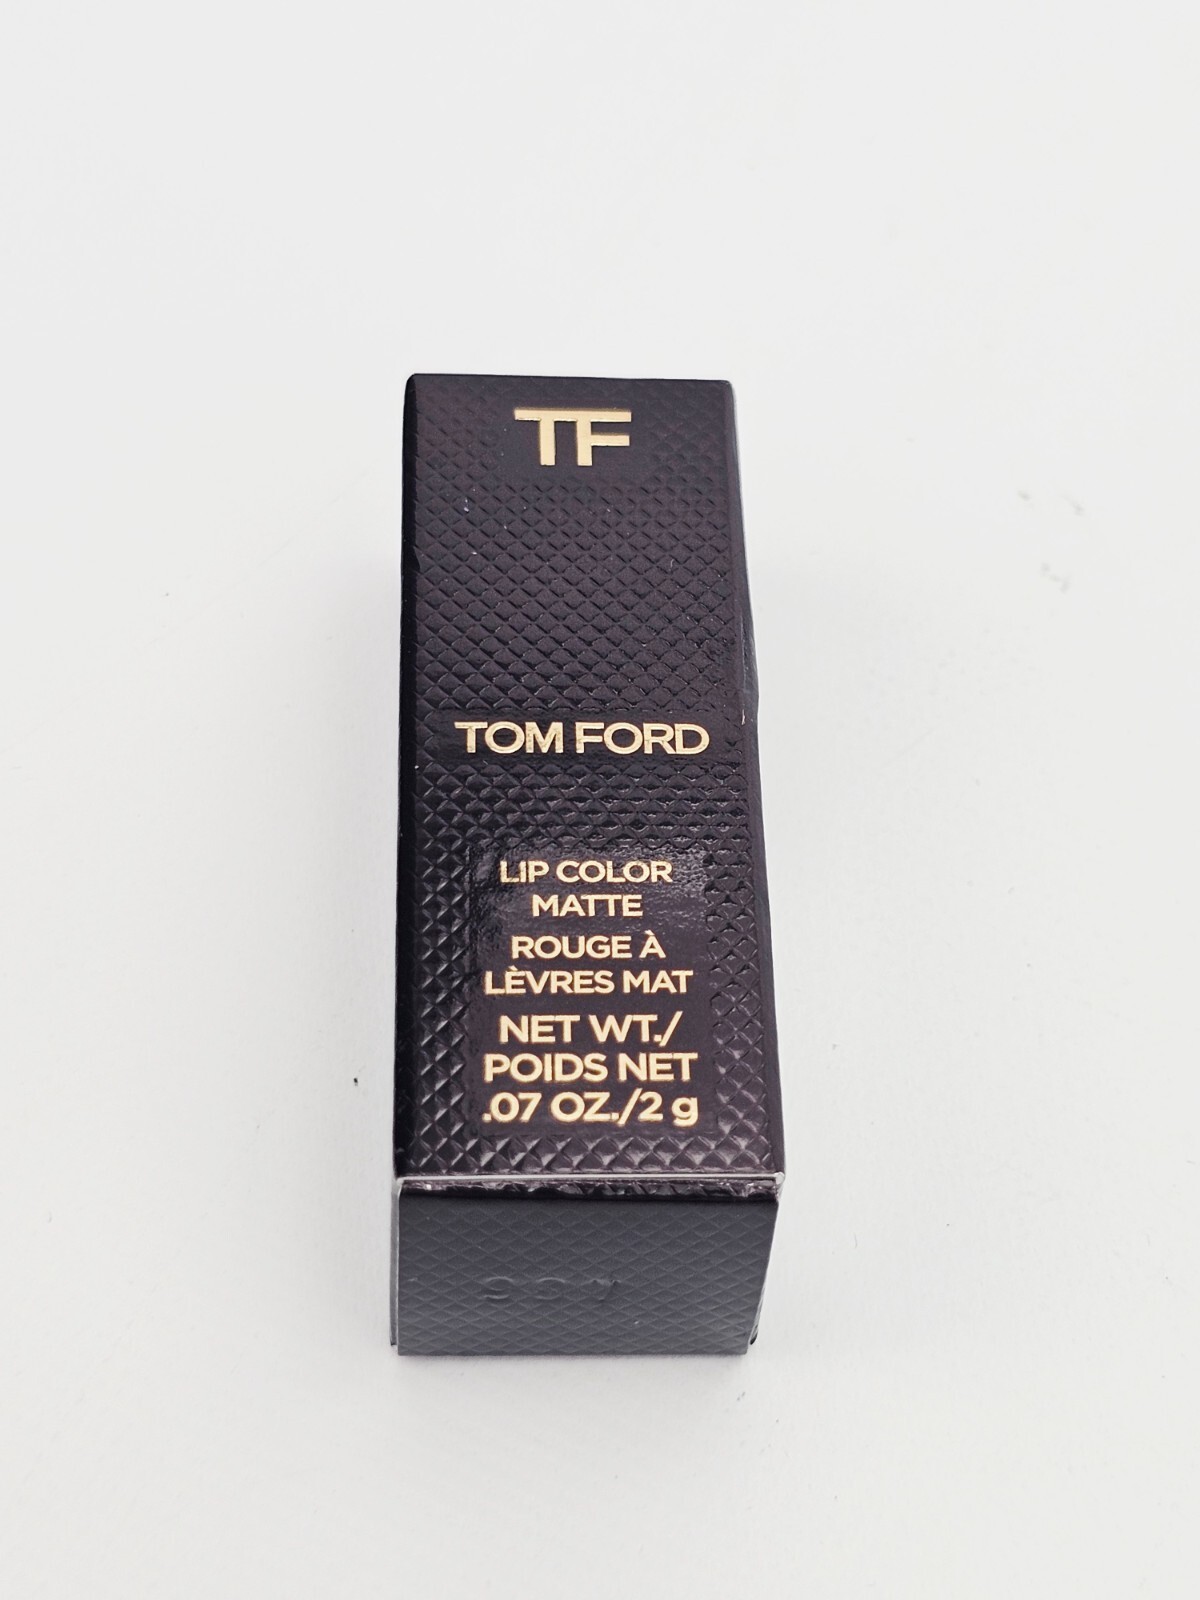 TF
TOM FORD
LIP COLOR
MATTE
ROUGE À
LÈVRES MAT
NET WT./
POIDS NET
.07 OZ./2 g